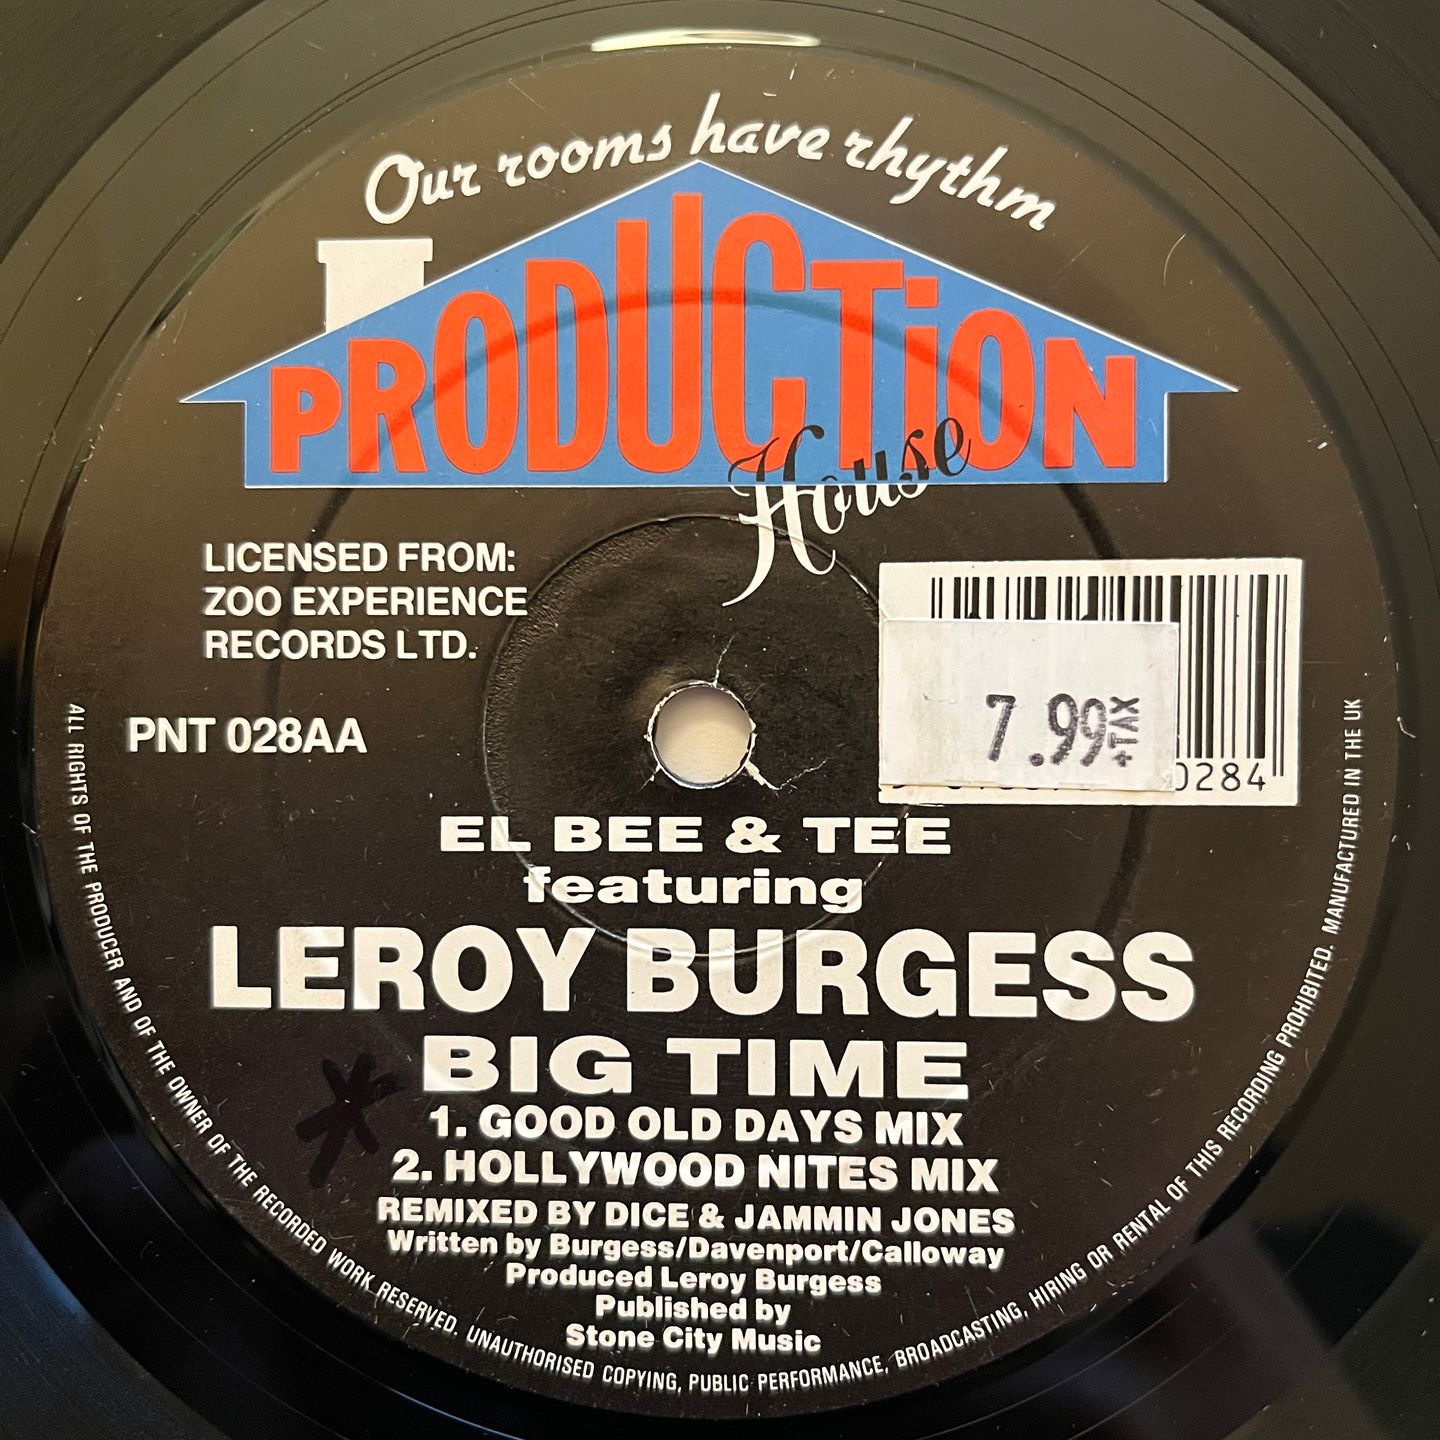 Our rooms have rhythm
PRODUCTiON
House
LICENSED FROM:
ZOO EXPERIENCE
RECORDS LTD.
PNT 028AA
7.99 +TAX
0284
EL BEE & TEE
featuring
LEROY BURGESS
BIG TIME
1. GOOD OLD DAYS MIX
2. HOLLYWOOD NITES MIX
REMIXED BY DICE & JAMMIN JONES
Written by Burgess/Davenport/Calloway
Produced Leroy Burgess
Published by
Stone City Music
ALL RIGHTS OF THE PRODUCER AND OF THE OWNER OF THE RECORDED WORK RESERVED. UNAUTHORISED COPYING, PUBLIC PERFORMANCE, BROADCASTING, HIRING OR RENTAL OF THIS RECORDING PROHIBITED. MANUFACTURED IN THE UK